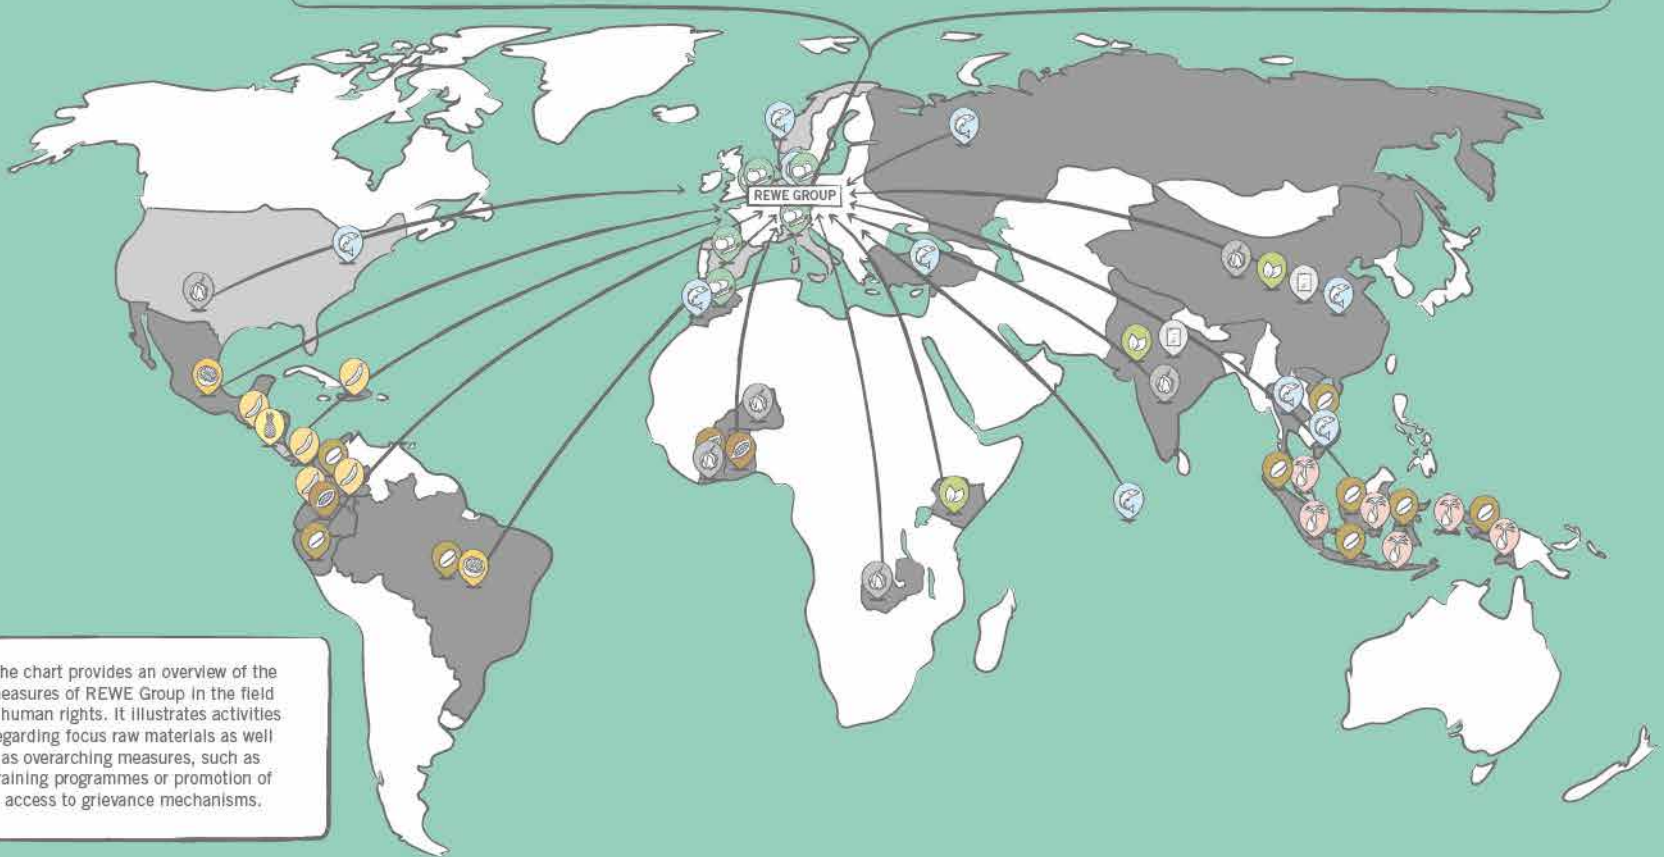 REWE GROUP
he chart provides an overview of the
easures of REWE Group in the field
human rights. It illustrates activities
egarding focus raw materials as well
as overarching measures, such as
raining programmes or promotion of
access to grievance mechanisms.